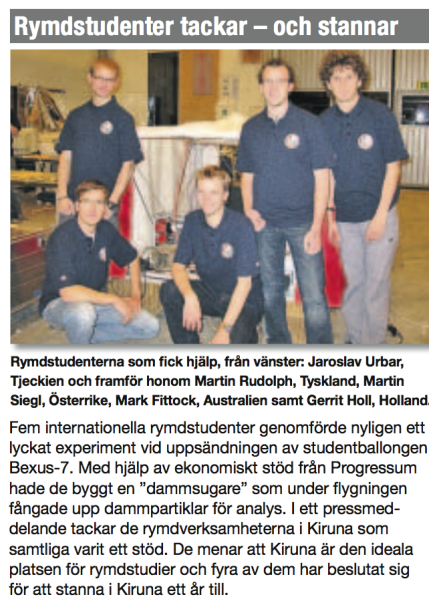 Rymdstudenter tackar – och stannar
Rymdstudenterna som fick hjälp, från vänster: Jaroslav Urbar,
Tjeckien och framför honom Martin Rudolph, Tyskland, Martin
Siegl, Österrike, Mark Fittock, Australien samt Gerrit Holl, Holland.
Fem internationella rymdstudenter genomförde nyligen ett
lyckat experiment vid uppsändningen av studentballongen
Bexus-7. Med hjälp av ekonomiskt stöd från Progressum
hade de byggt en ”dammsugare” som under flygningen
fångade upp dammpartiklar för analys. I ett pressmed-
delande tackar de rymdverksamheterna i Kiruna som
samtliga varit ett stöd. De menar att Kiruna är den ideala
platsen för rymdstudier och fyra av dem har beslutat sig
för att stanna i Kiruna ett år till.